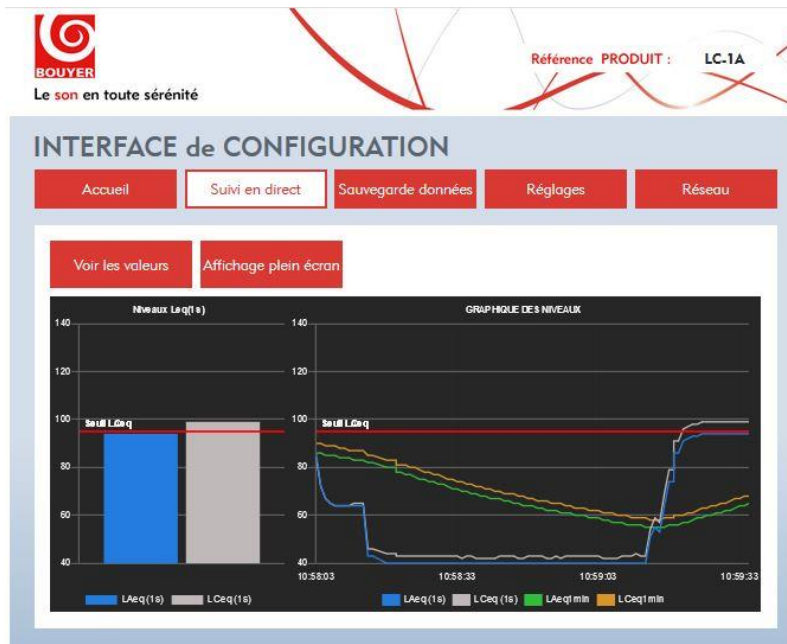 BOUYER
Le son en toute sérénité
Référence PRODUIT : LC-1A
INTERFACE de CONFIGURATION
Accueil
Suivi en direct
Sauvegarde données
Réglages
Réseau
Voir les valeurs
Affichage plein écran
Niveaux Leq(1s)
140
120
100
80
60
40
Seuil LCeq
LAeq(1s)
LCeq(1s)
GRAPHIQUE DES NIVEAUX
140
120
100
80
60
40
Seuil LCeq
10:58:03
10:58:33
10:59:03
10:59:33
LAeq(1s)
LCeq (1s)
LAeq1min
LCeq1min